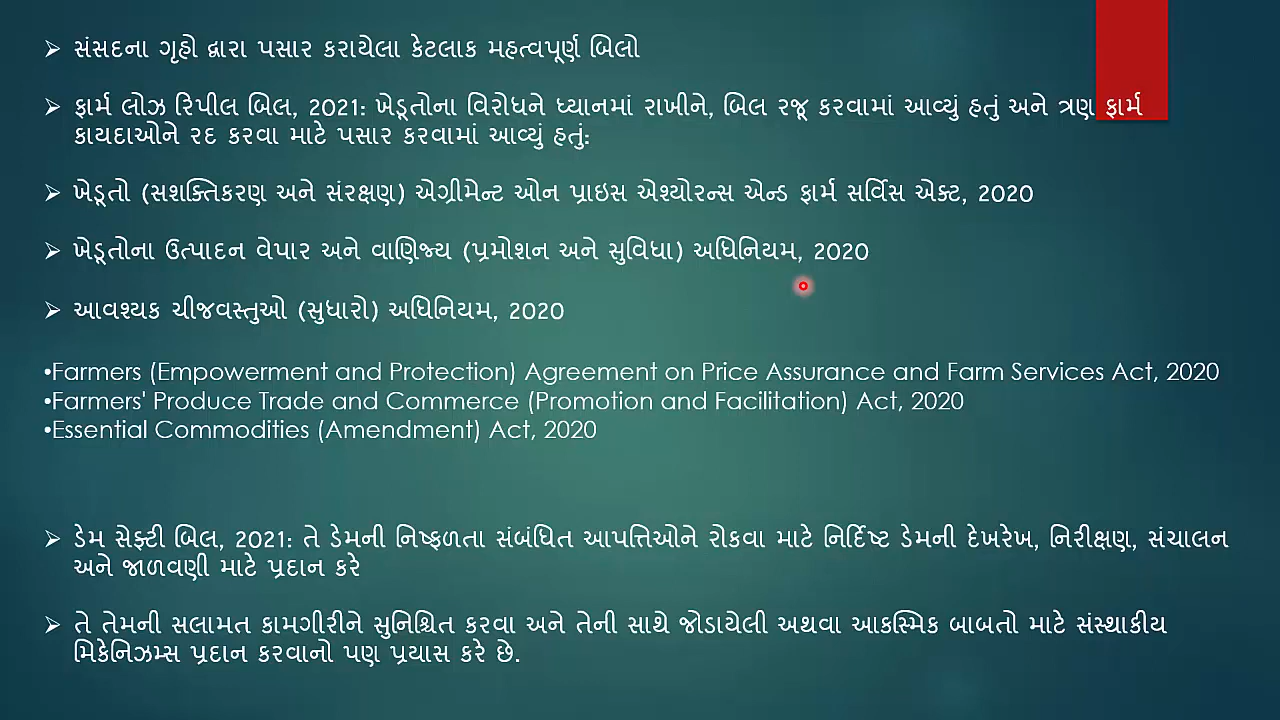 ➢ સંસદના ગૃહો દ્વારા પસાર કરાયેલા કેટલાક મહત્વપૂર્ણ બિલો
➢ ફાર્મ લોઝ રિપીલ બિલ, 2021: ખેડૂતોના વિરોધને ધ્યાનમાં રાખીને, બિલ રજૂ કરવામાં આવ્યું હતું અને ત્રણ ફાર્મ
કાયદાઓને રદ કરવા માટે પસાર કરવામાં આવ્યું હતું:
➢ ખેડૂતો (સશક્તિકરણ અને સંરક્ષણ) એગ્રીમેન્ટ ઓન પ્રાઇસ એશ્યોરન્સ એન્ડ ફાર્મ સર્વિસ એક્ટ, 2020
➢ ખેડૂતોના ઉત્પાદન વેપાર અને વાણિજ્ય (પ્રમોશન અને સુવિધા) અધિનિયમ, 2020
➢ આવશ્યક ચીજવસ્તુઓ (સુધારો) અધિનિયમ, 2020
•Farmers (Empowerment and Protection) Agreement on Price Assurance and Farm Services Act, 2020
•Farmers' Produce Trade and Commerce (Promotion and Facilitation) Act, 2020
•Essential Commodities (Amendment) Act, 2020
➢ ડેમ સેફ્ટી બિલ, 2021: તે ડેમની નિષ્ફળતા સંબંધિત આપત્તિઓને રોકવા માટે નિર્દિષ્ટ ડેમની દેખરેખ, નિરીક્ષણ, સંચાલન
અને જાળવણી માટે પ્રદાન કરે
➢ તે તેમની સલામત કામગીરીને સુનિશ્ચિત કરવા અને તેની સાથે જોડાયેલી અથવા આકસ્મિક બાબતો માટે સંસ્થાકીય
મિકેનિઝમ્સ પ્રદાન કરવાનો પણ પ્રયાસ કરે છે.